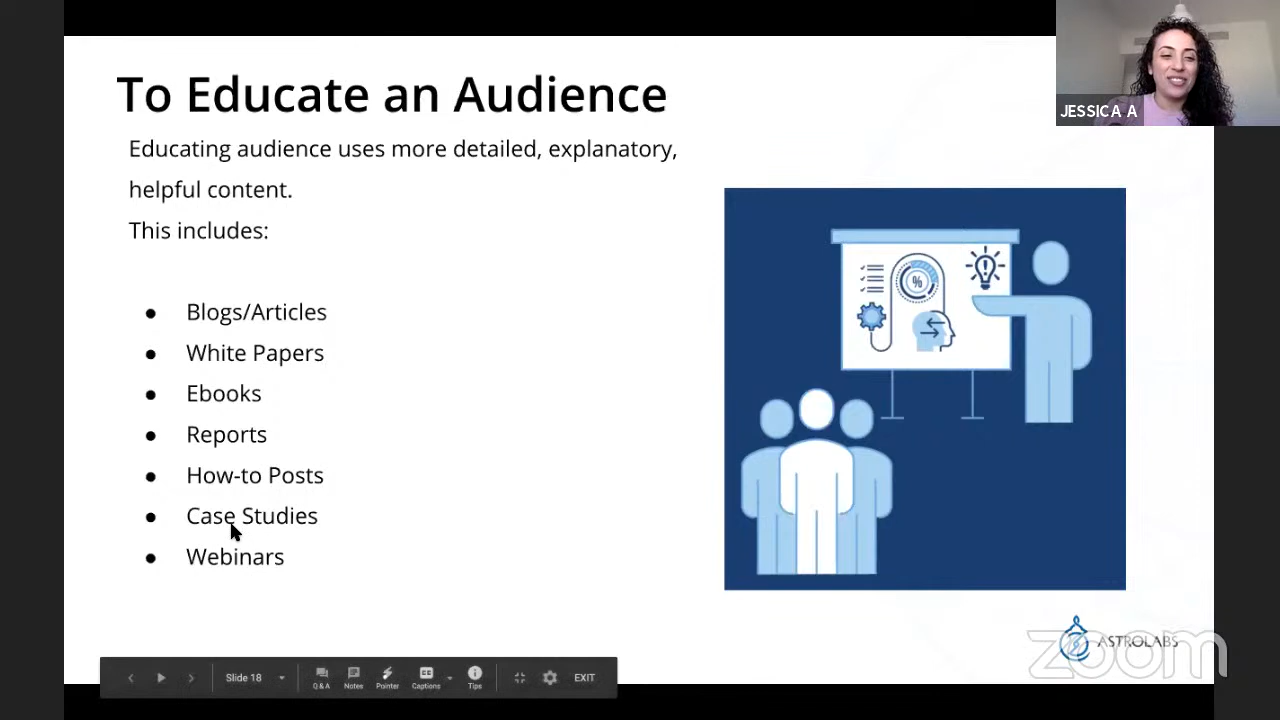 To Educate an Audience
JESSICA A
Educating audience uses more detailed, explanatory,
helpful content.
This includes:
● Blogs/Articles
● White Papers
● Ebooks
● Reports
● How-to Posts
● Case Studies
● Webinars
%
ASTROLABS
zoom
Slide 18
Q & A
Notes
Pointer
CC
Captions
Tips
EXIT